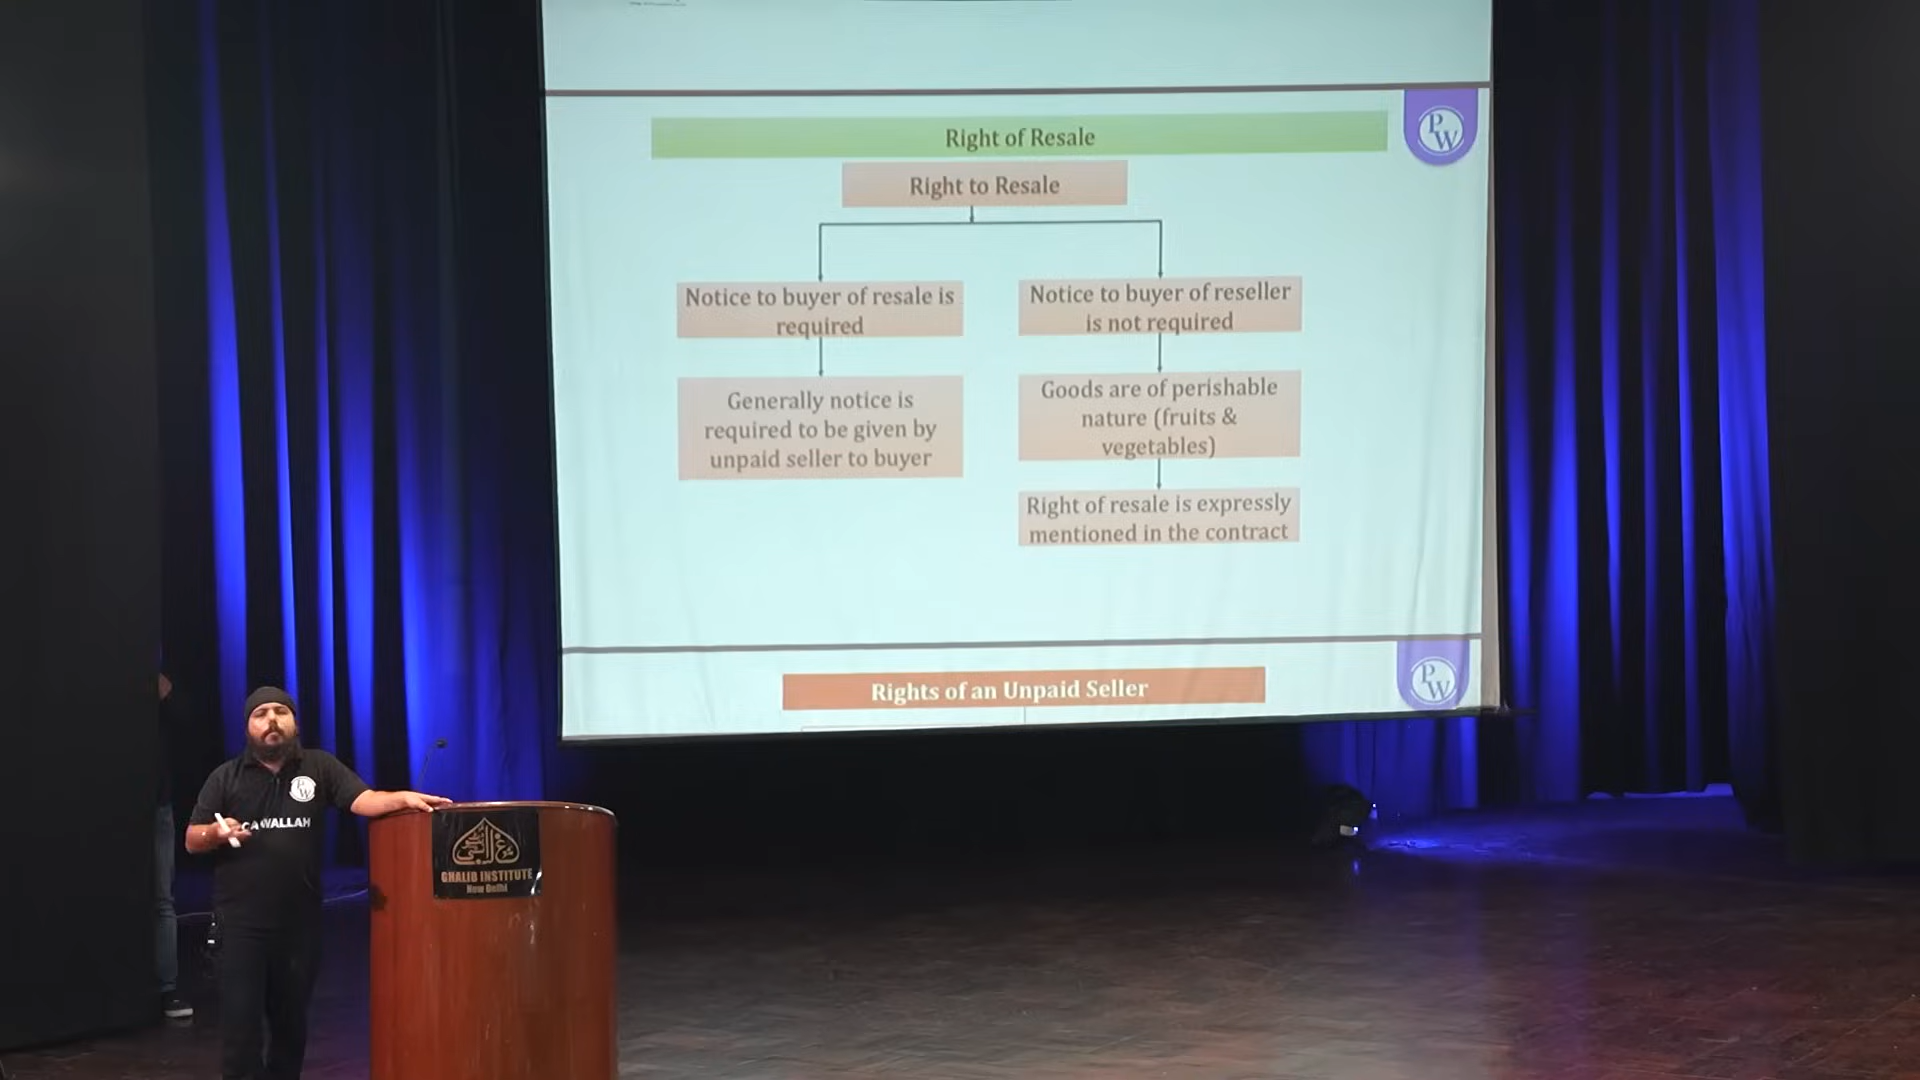 Right of Resale
Right to Resale
Notice to buyer of resale is
required
Generally notice is
required to be given by
unpaid seller to buyer
Notice to buyer of reseller
is not required
Goods are of perishable
nature (fruits &
vegetables)
Right of resale is expressly
mentioned in the contract
PW
Rights of an Unpaid Seller
PW
PW
CA WALLAH
GHALIB INSTITUTE
New Delhi